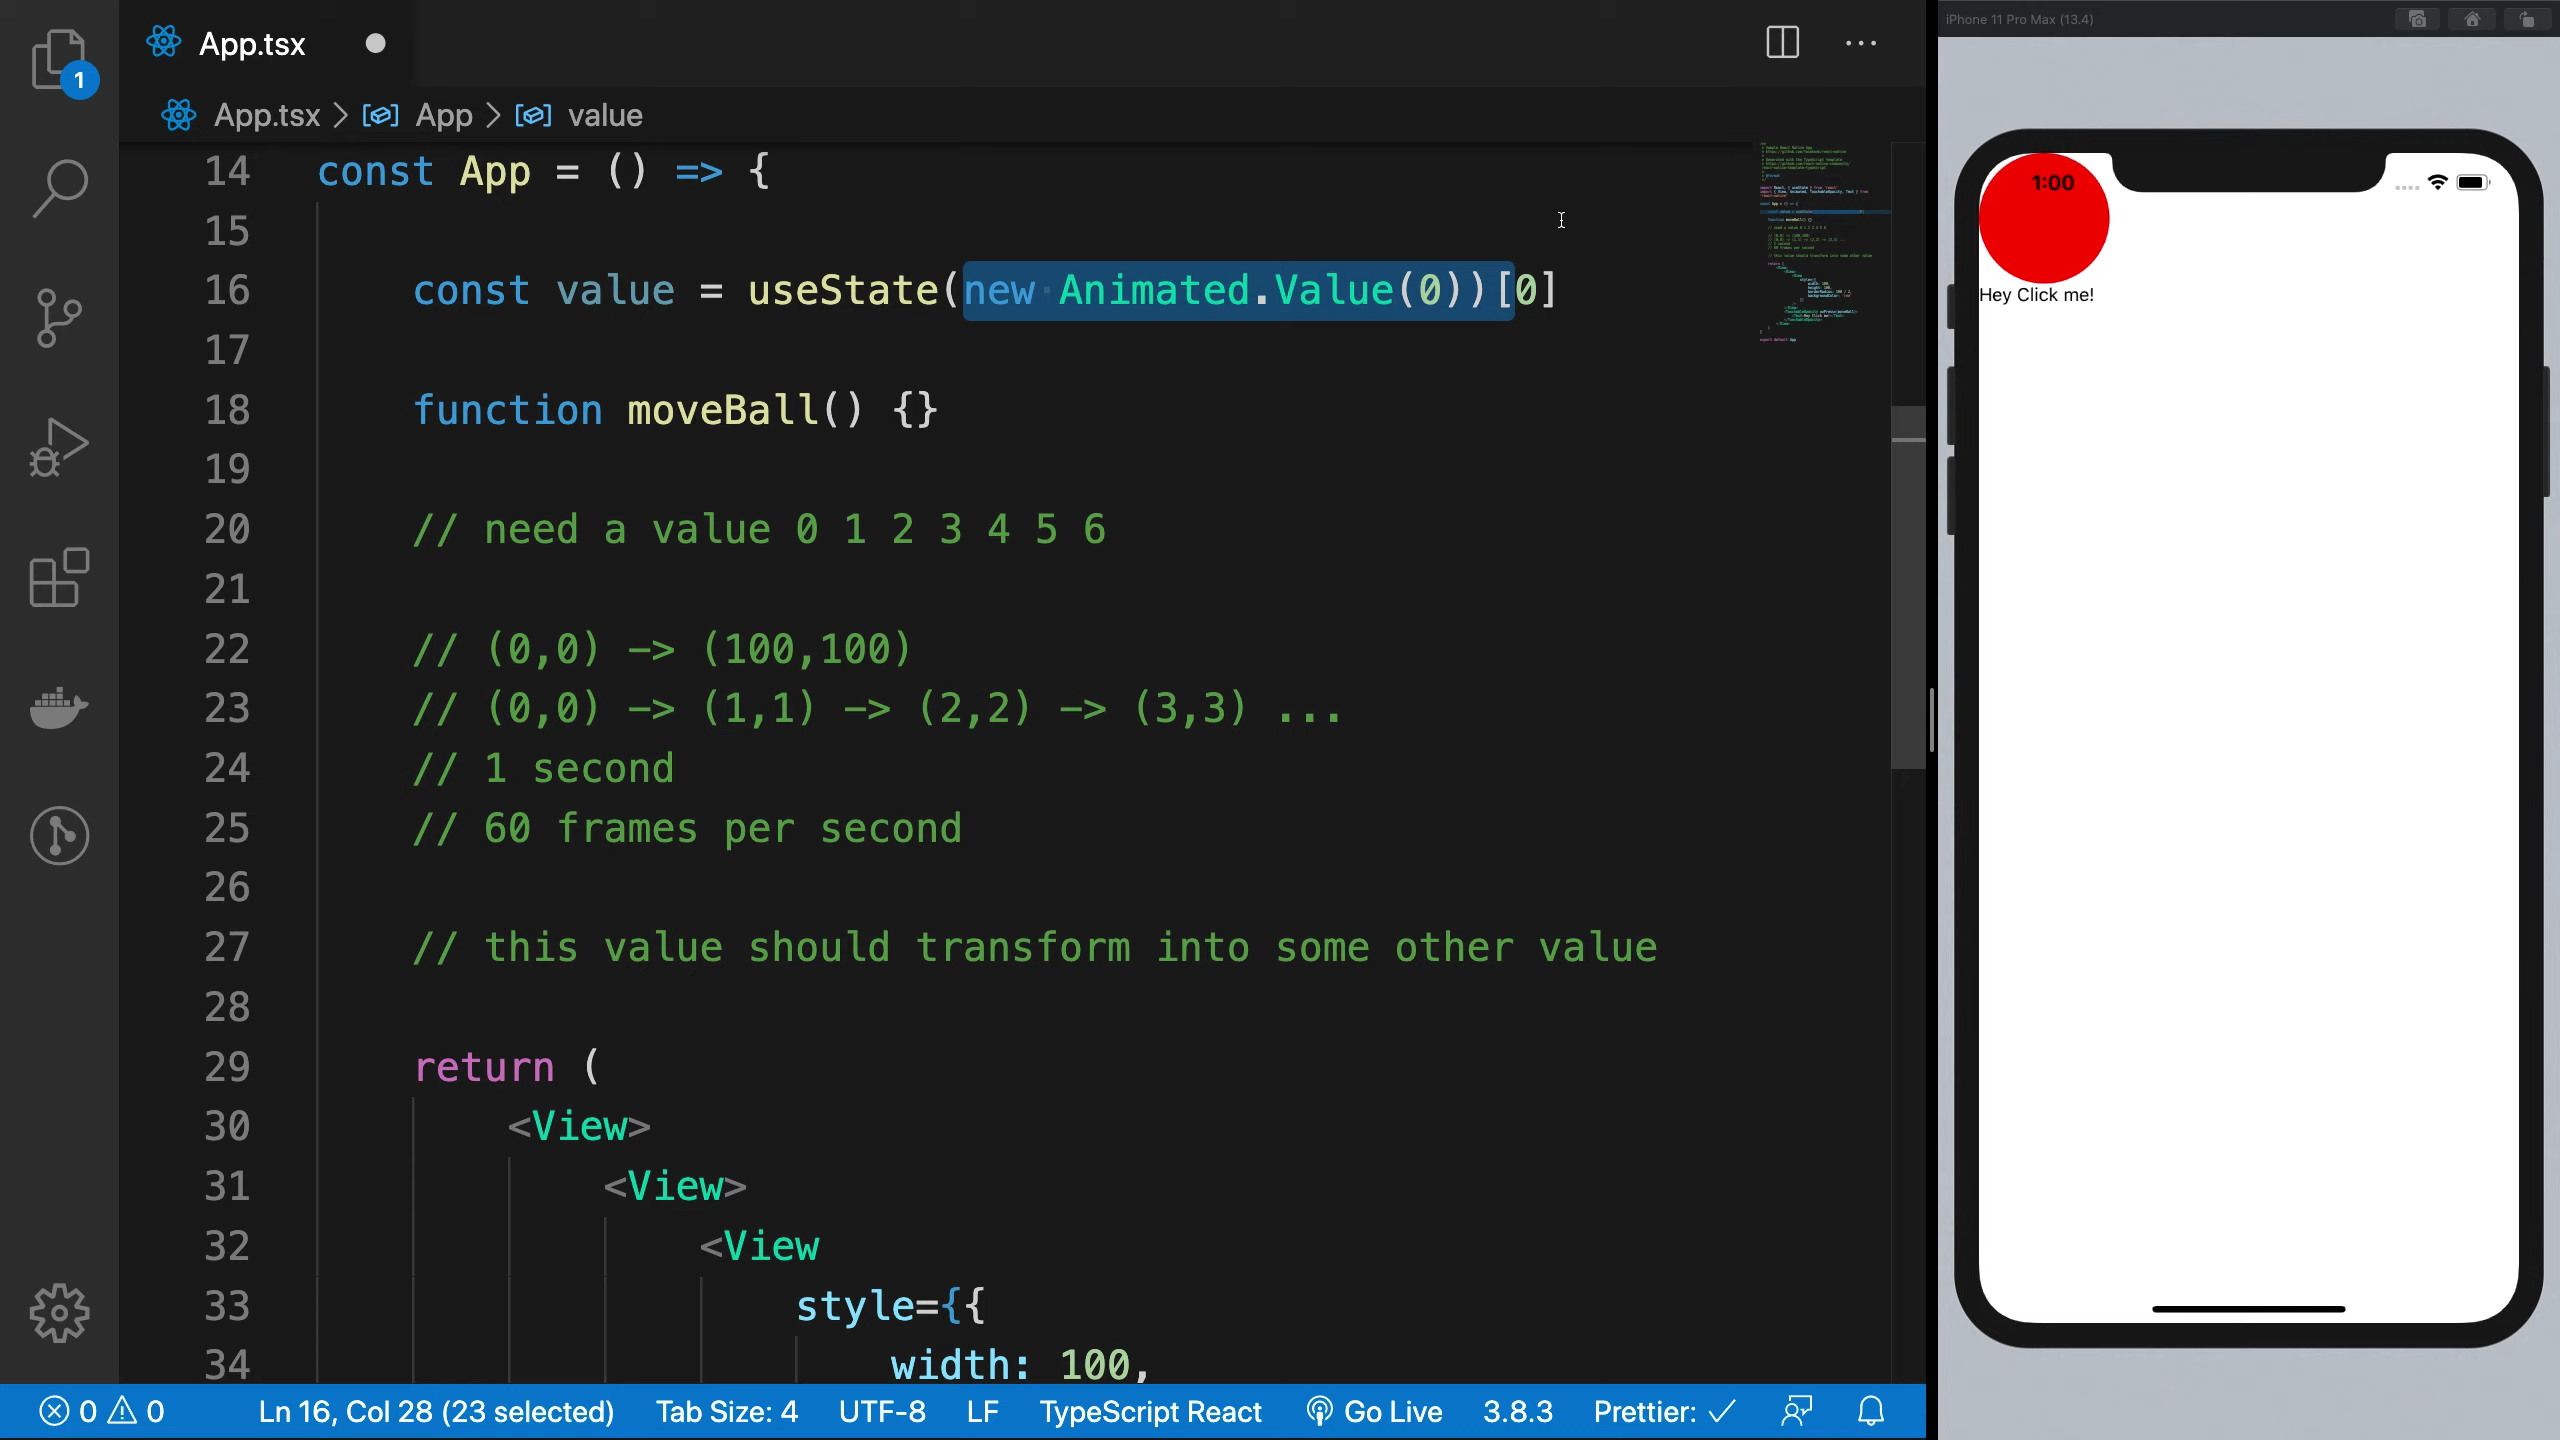 App.tsx
iPhone 11 Pro Max (13.4)
1
App.tsx > App > value
14 const App = () => {
15
16 const value = useState(new Animated.Value(0))[0]
17
18 function moveBall() {}
19
20 // need a value 0 1 2 3 4 5 6
21
22 // (0,0) -> (100,100)
23 // (0,0) -> (1,1) -> (2,2) -> (3,3) ...
24 // 1 second
25 // 60 frames per second
26
27 // this value should transform into some other value
28
29 return (
30 <View>
31 <View>
32 <View
33 style={{
34 width: 100,
1:00
Hey Click me!
0 0 Ln 16, Col 28 (23 selected) Tab Size: 4 UTF-8 LF TypeScript React Go Live 3.8.3 Prettier: ✓